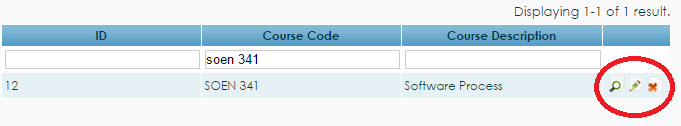 Displaying 1-1 of 1 result.
ID Course Code Course Description
soen 341
12 SOEN 341 Software Process